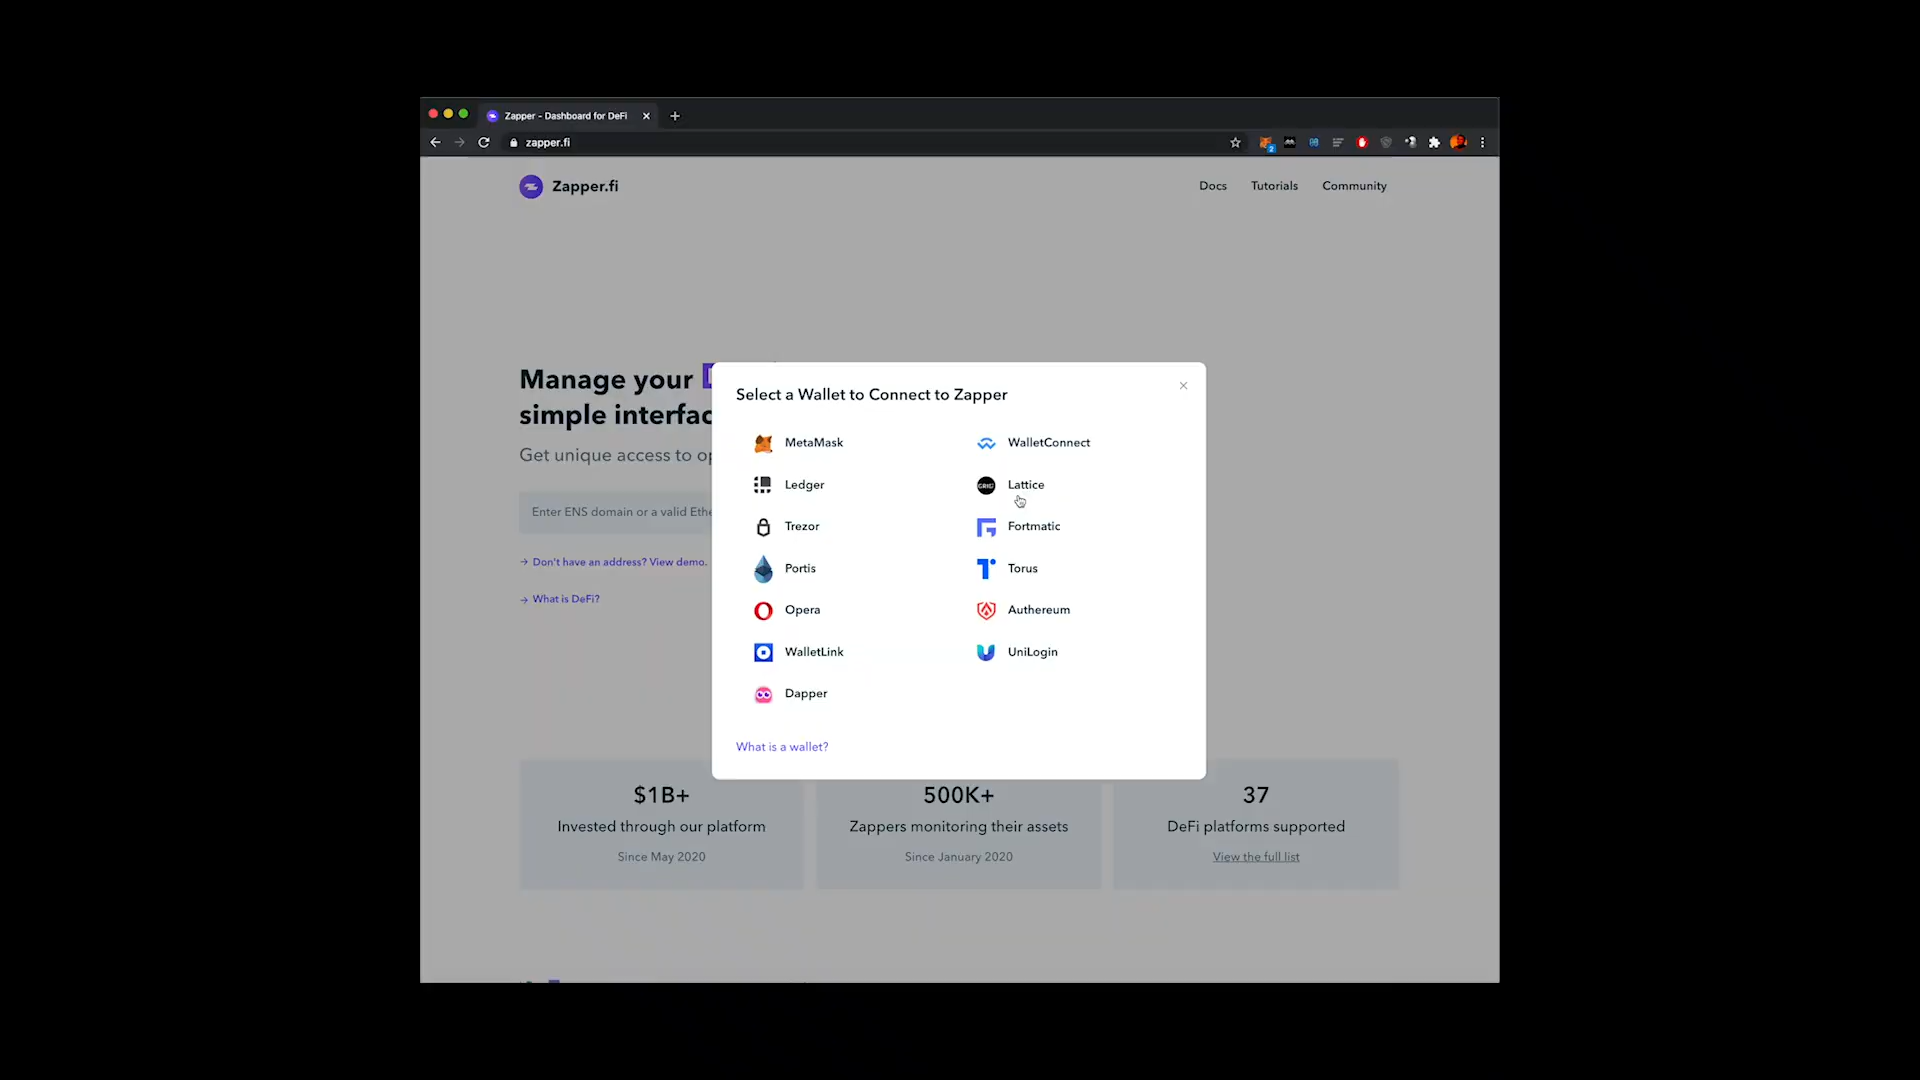 Zapper - Dashboard for DeFi
zapper.fi
2
Zapper.fi
Docs
Tutorials
Community
Manage your
simple interfac
Get unique access to op
Enter ENS domain or a valid Ethe
→ Don't have an address? View demo.
→ What is DeFi?
Select a Wallet to Connect to Zapper
MetaMask
WalletConnect
Ledger
GRID
Lattice
Trezor
Fortmatic
Portis
Torus
Opera
Authereum
WalletLink
UniLogin
Dapper
What is a wallet?
$1B+
Invested through our platform
Since May 2020
500K+
Zappers monitoring their assets
Since January 2020
37
DeFi platforms supported
View the full list